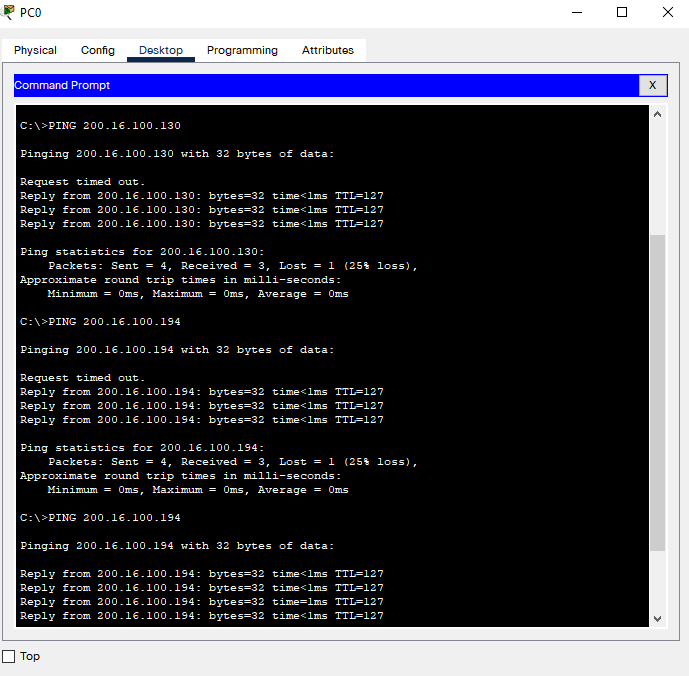 PC0
Physical Config Desktop Programming Attributes
Command Prompt X
C:\>PING 200.16.100.130
Pinging 200.16.100.130 with 32 bytes of data:
Request timed out.
Reply from 200.16.100.130: bytes=32 time<1ms TTL=127
Reply from 200.16.100.130: bytes=32 time<1ms TTL=127
Reply from 200.16.100.130: bytes=32 time<1ms TTL=127
Ping statistics for 200.16.100.130:
    Packets: Sent = 4, Received = 3, Lost = 1 (25% loss),
Approximate round trip times in milli-seconds:
    Minimum = 0ms, Maximum = 0ms, Average = 0ms
C:\>PING 200.16.100.194
Pinging 200.16.100.194 with 32 bytes of data:
Request timed out.
Reply from 200.16.100.194: bytes=32 time<1ms TTL=127
Reply from 200.16.100.194: bytes=32 time<1ms TTL=127
Reply from 200.16.100.194: bytes=32 time<1ms TTL=127
Ping statistics for 200.16.100.194:
    Packets: Sent = 4, Received = 3, Lost = 1 (25% loss),
Approximate round trip times in milli-seconds:
    Minimum = 0ms, Maximum = 0ms, Average = 0ms
C:\>PING 200.16.100.194
Pinging 200.16.100.194 with 32 bytes of data:
Reply from 200.16.100.194: bytes=32 time<1ms TTL=127
Reply from 200.16.100.194: bytes=32 time<1ms TTL=127
Reply from 200.16.100.194: bytes=32 time=1ms TTL=127
Reply from 200.16.100.194: bytes=32 time<1ms TTL=127
Top